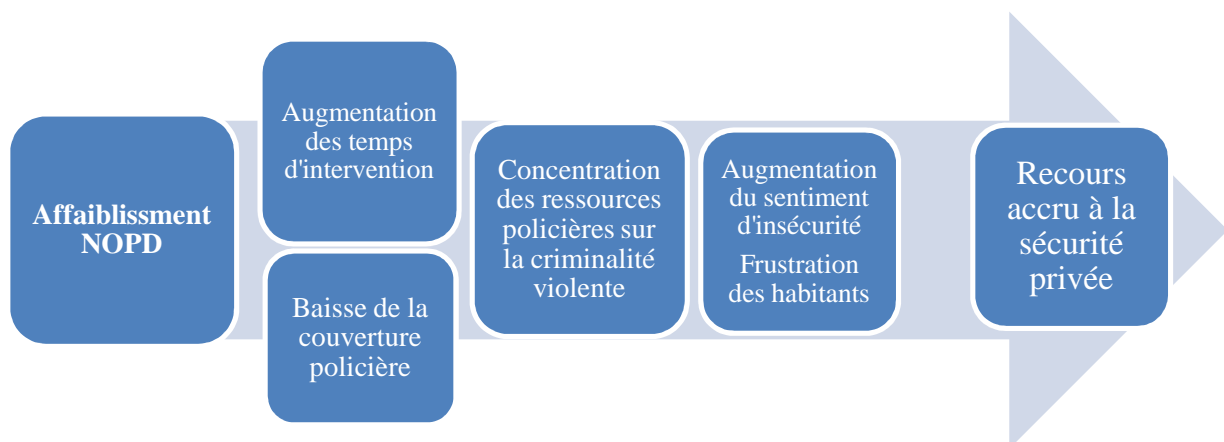 Affaiblissment
NOPD
Augmentation
des temps
d'intervention
Baisse de la
couverture
policière
Concentration
des ressources
policières sur
la criminalité
violente
Augmentation
du sentiment
d'insécurité
Frustration
des habitants
Recours
accru à la
sécurité
privée